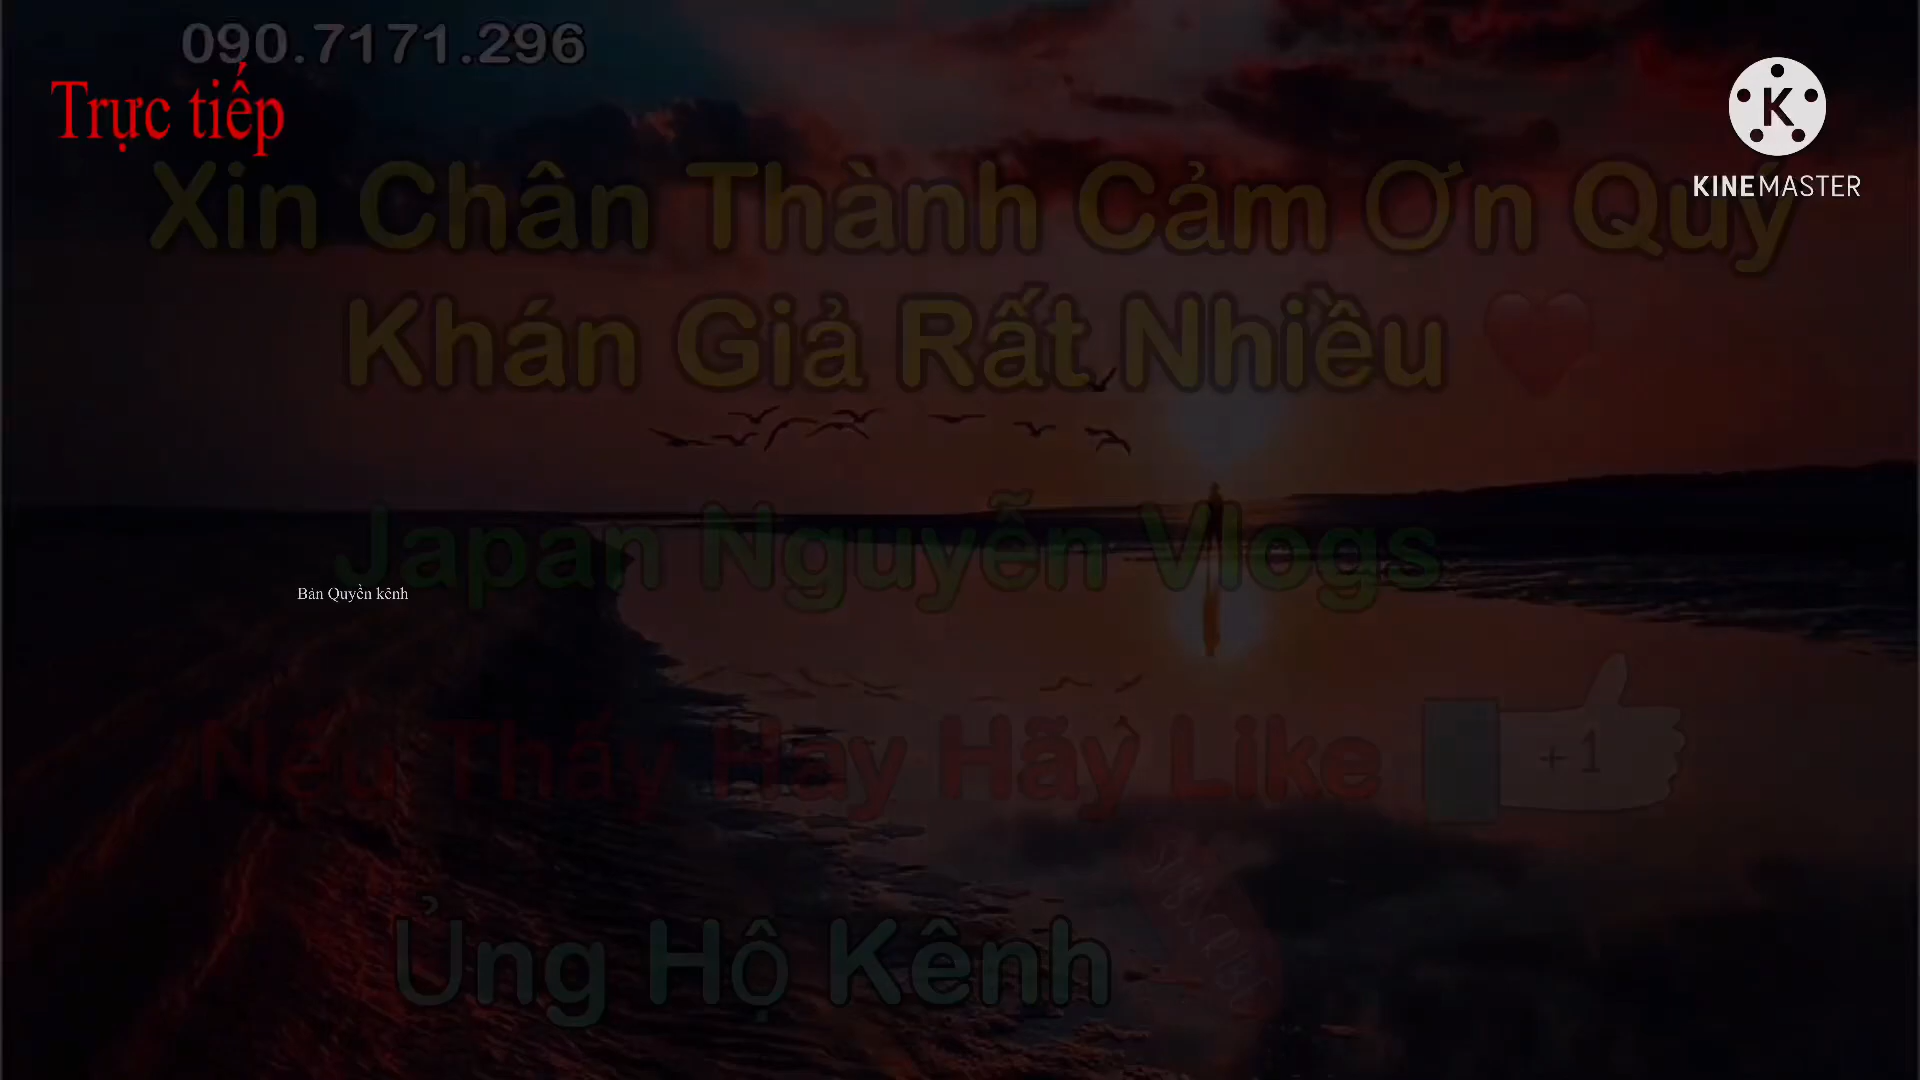 090.7171.296
Trực tiếp
KINEMASTER
Xin Chân Thành Cảm Ơn Quý
Khán Giả Rất Nhiều
Japan Nguyễn Vlogs
Bản Quyền kênh
Nếu Thấy Hay Hãy Like
+1
Ủng Hộ Kênh